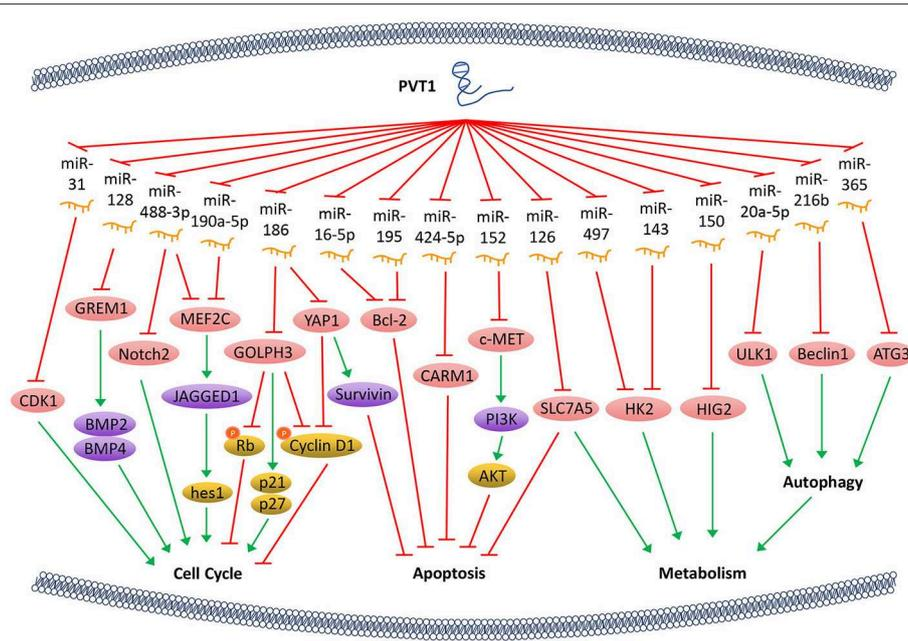 PVT1
miR-
31
miR-
128
miR-
488-3p
miR-
190a-5p
miR-
186
miR-
16-5p
miR-
195
miR-
424-5p
miR-
152
miR-
126
miR-
497
miR-
143
miR-
150
miR-
20a-5p
miR-
216b
miR-
365
GREM1
MEF2C
YAP1
Bcl-2
c-MET
Notch2
GOLPH3
ULK1
Beclin1
ATG3
CARM1
CDK1
JAGGED1
Survivin
SLC7A5
HK2
HIG2
BMP2
BMP4
PI3K
P
Rb
P
Cyclin D1
hes1
p21
p27
AKT
Autophagy
Cell Cycle
Apoptosis
Metabolism